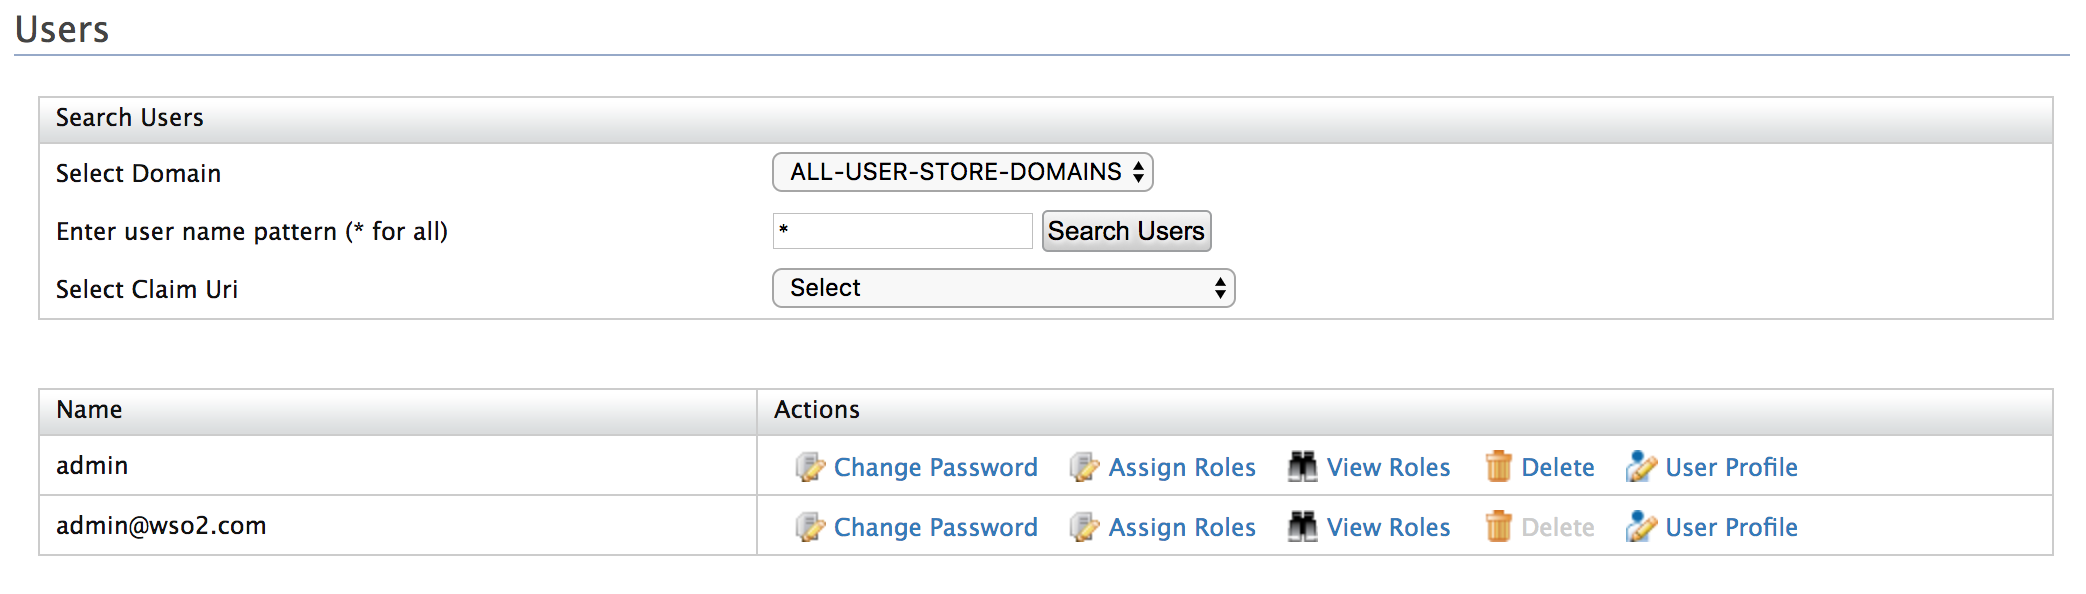 Users
Search Users
Select Domain ALL-USER-STORE-DOMAINS
Enter user name pattern (* for all) * Search Users
Select Claim Uri Select
Name Actions
admin Change Password Assign Roles View Roles Delete User Profile
admin@wso2.com Change Password Assign Roles View Roles Delete User Profile